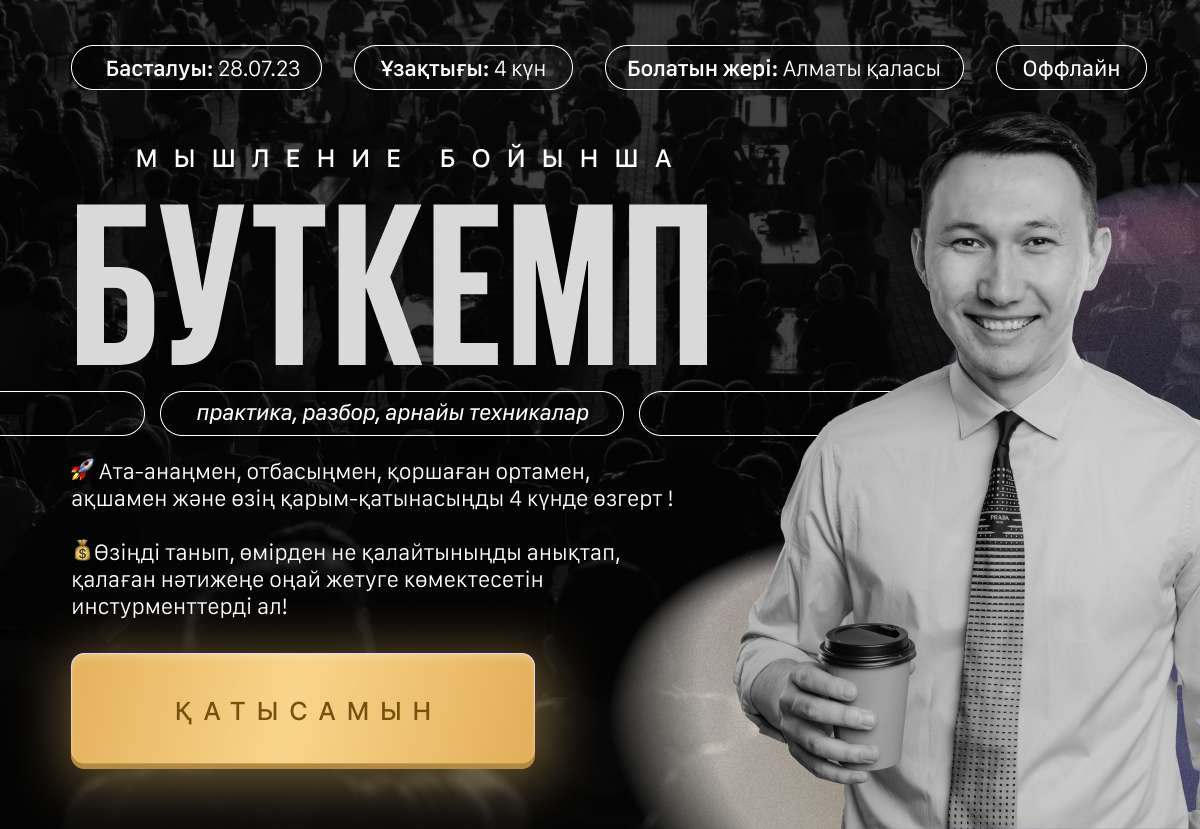 Басталуы: 28.07.23
Ұзақтығы: 4 күн
Болатын жері: Алматы қаласы
Оффлайн
МЫШЛЕНИЕ БОЙЫНША
БУТКЕМП
практика, разбор, арнайы техникалар
🚀 Ата-анаңмен, отбасыңмен, қоршаған ортамен,
ақшамен және өзің қарым-қатынасыңды 4 күнде өзгерт !
💰Өзіңді танып, өмірден не қалайтыныңды анықтап,
қалаған нәтижеңе оңай жетуге көмектесетін
инстурменттерді ал!
ҚАТЫСАМЫН
PRADA